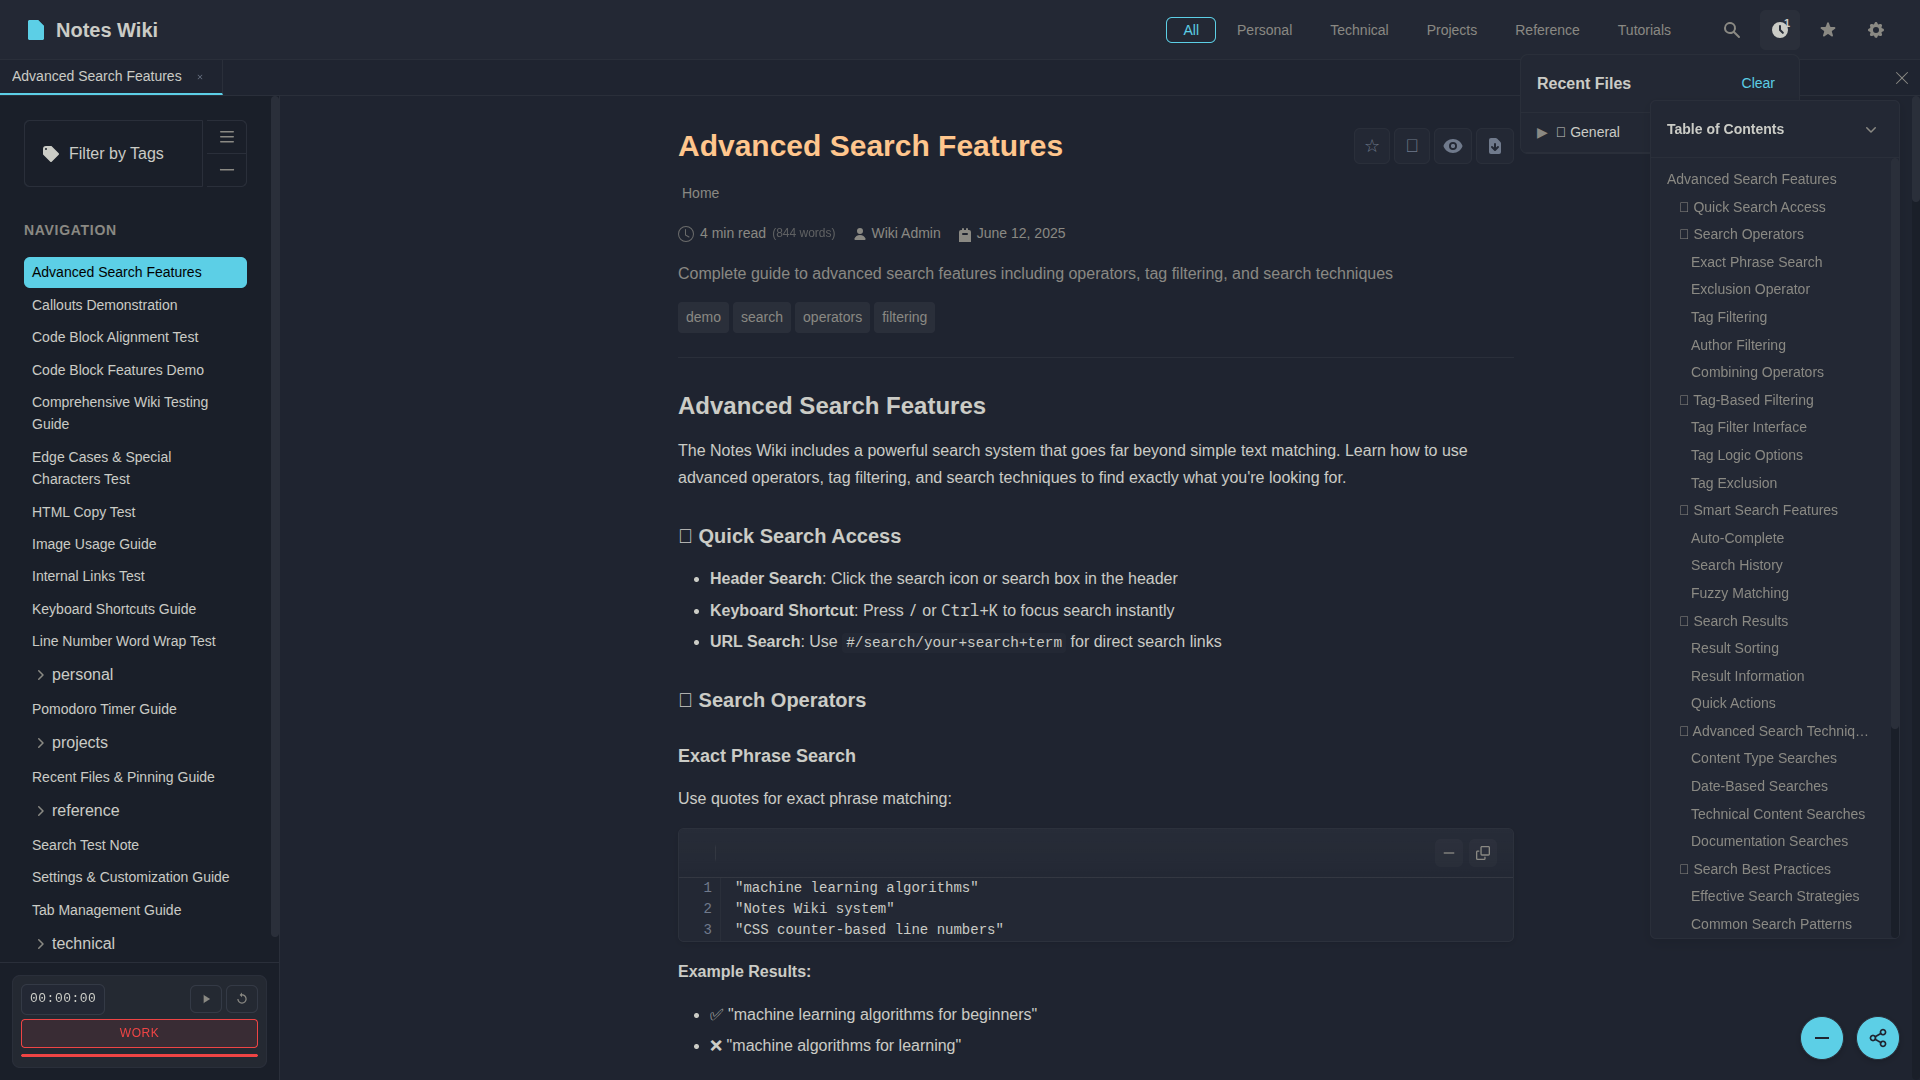 Notes Wiki
All
Personal
Technical
Projects
Reference
Tutorials
1
Advanced Search Features ×
Recent Files
Clear
▶ General
Filter by Tags
NAVIGATION
Advanced Search Features
Callouts Demonstration
Code Block Alignment Test
Code Block Features Demo
Comprehensive Wiki Testing
Guide
Edge Cases & Special
Characters Test
HTML Copy Test
Image Usage Guide
Internal Links Test
Keyboard Shortcuts Guide
Line Number Word Wrap Test
personal
Pomodoro Timer Guide
projects
Recent Files & Pinning Guide
reference
Search Test Note
Settings & Customization Guide
Tab Management Guide
technical
00:00:00
WORK
Advanced Search Features
Home
4 min read (844 words) Wiki Admin June 12, 2025
Complete guide to advanced search features including operators, tag filtering, and search techniques
demo search operators filtering
Advanced Search Features
The Notes Wiki includes a powerful search system that goes far beyond simple text matching. Learn how to use
advanced operators, tag filtering, and search techniques to find exactly what you're looking for.
Quick Search Access
• Header Search: Click the search icon or search box in the header
• Keyboard Shortcut: Press / or Ctrl+K to focus search instantly
• URL Search: Use #/search/your+search+term for direct search links
Search Operators
Exact Phrase Search
Use quotes for exact phrase matching:
1 "machine learning algorithms"
2 "Notes Wiki system"
3 "CSS counter-based line numbers"
Example Results:
• ✅ "machine learning algorithms for beginners"
• ❌ "machine algorithms for learning"
Table of Contents
Advanced Search Features
Quick Search Access
Search Operators
Exact Phrase Search
Exclusion Operator
Tag Filtering
Author Filtering
Combining Operators
Tag-Based Filtering
Tag Filter Interface
Tag Logic Options
Tag Exclusion
Smart Search Features
Auto-Complete
Search History
Fuzzy Matching
Search Results
Result Sorting
Result Information
Quick Actions
Advanced Search Techniq…
Content Type Searches
Date-Based Searches
Technical Content Searches
Documentation Searches
Search Best Practices
Effective Search Strategies
Common Search Patterns